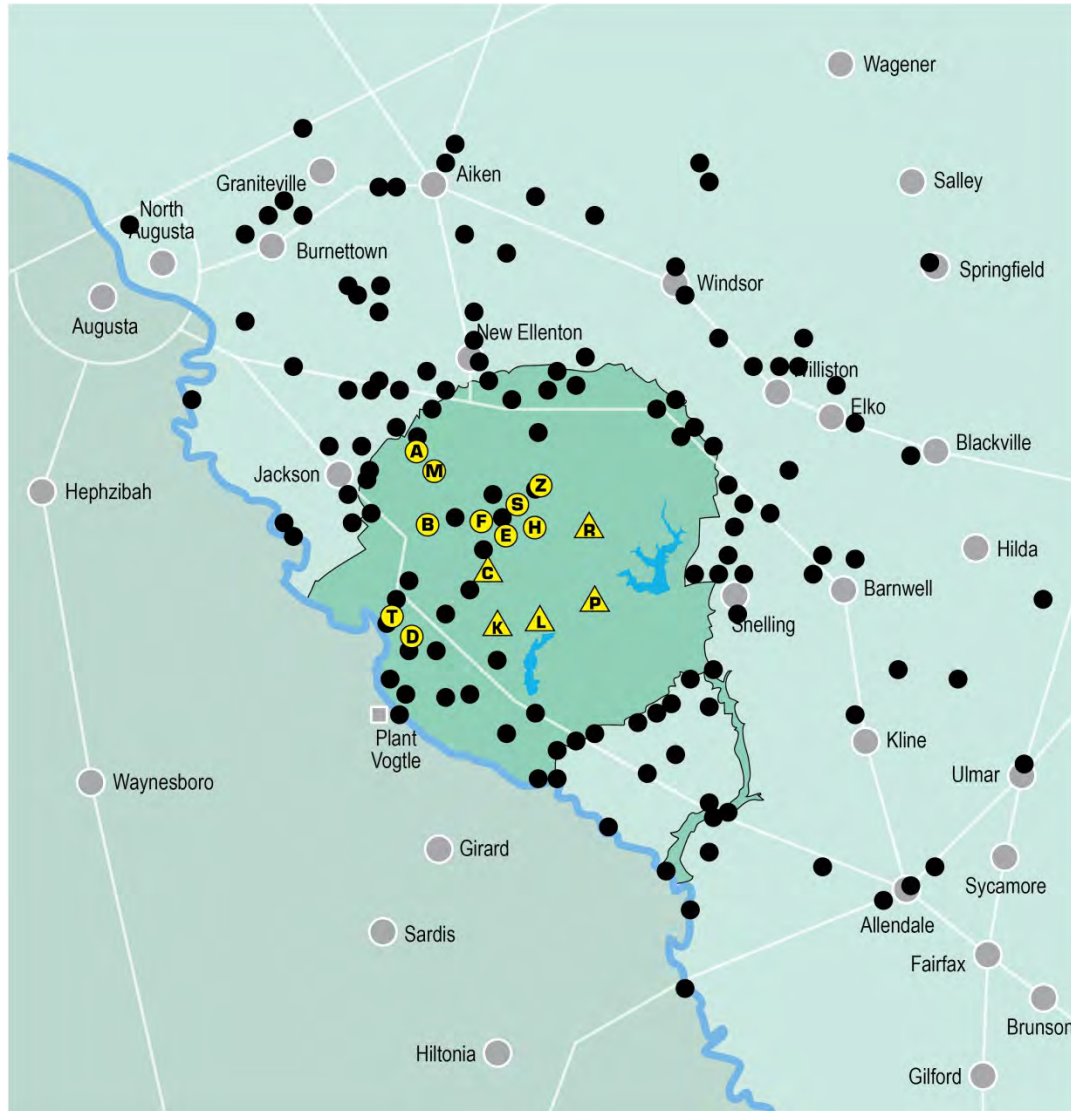 Wagener
Graniteville
Aiken
Salley
North
Augusta
Burnettown
Springfield
Windsor
Augusta
New Ellenton
Williston
Elko
Blackville
A
M
Jackson
Z
Hephzibah
S
B
F
H
R
E
Hilda
C
Barnwell
P
T
Snelling
K
L
D
Plant
Vogtle
Kline
Ulmar
Waynesboro
Girard
Sycamore
Allendale
Sardis
Fairfax
Brunson
Hiltonia
Gilford